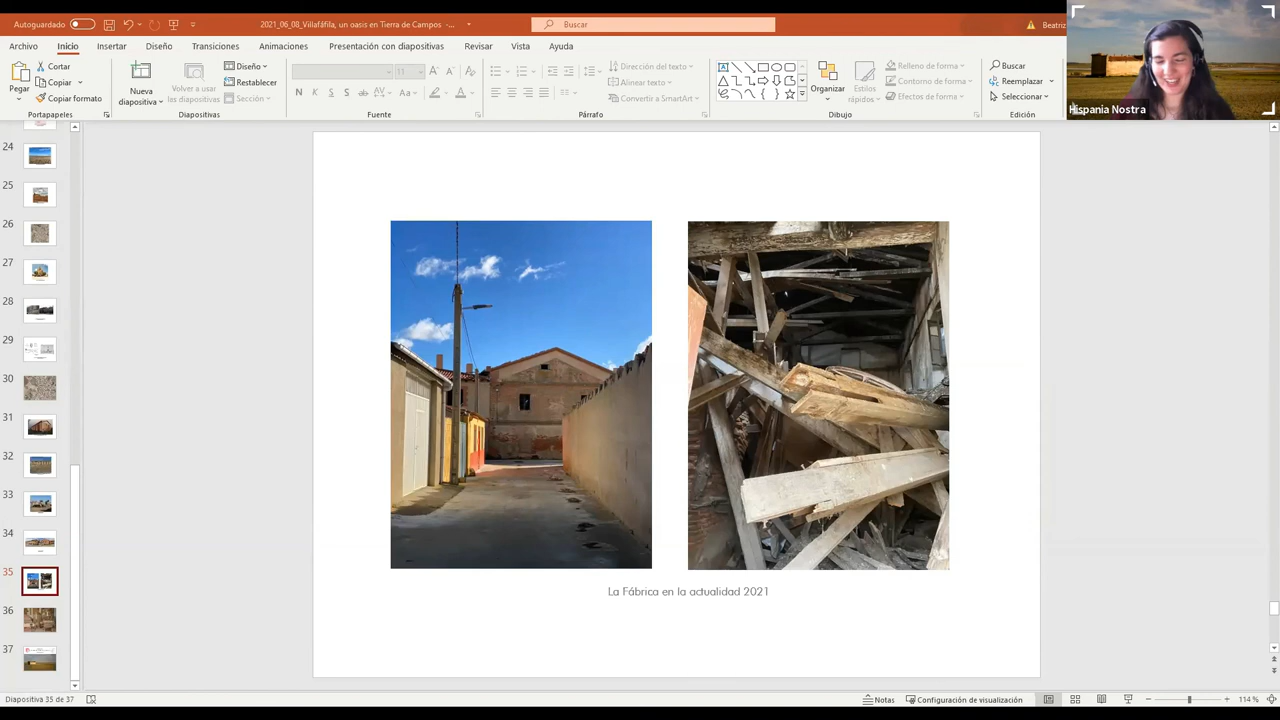 Autoguardado
2021_06_08_Villafáfila, un oasis en Tierra de Campos -...
Buscar
Beatriz
Archivo Inicio Insertar Diseño Transiciones Animaciones Presentación con diapositivas Revisar Vista Ayuda
Pegar
Cortar
Copiar
Copiar formato
Portapapeles
Nueva
diapositiva
Volver a usar
las diapositivas
Diseño
Restablecer
Sección
Diapositivas
11
N K S S
Fuente
Dirección del texto
Alinear texto
Convertir a SmartArt
Párrafo
Organizar
Estilos
rápidos
Relleno de forma
Contorno de forma
Efectos de forma
Dibujo
Buscar
Reemplazar
Seleccionar
Edición
Hispania Nostra
24
25
26
27
28
29
30
31
32
33
34
35
36
37
La Fábrica en la actualidad 2021
Diapositiva 35 de 37
Notas
Configuración de visualización
114 %